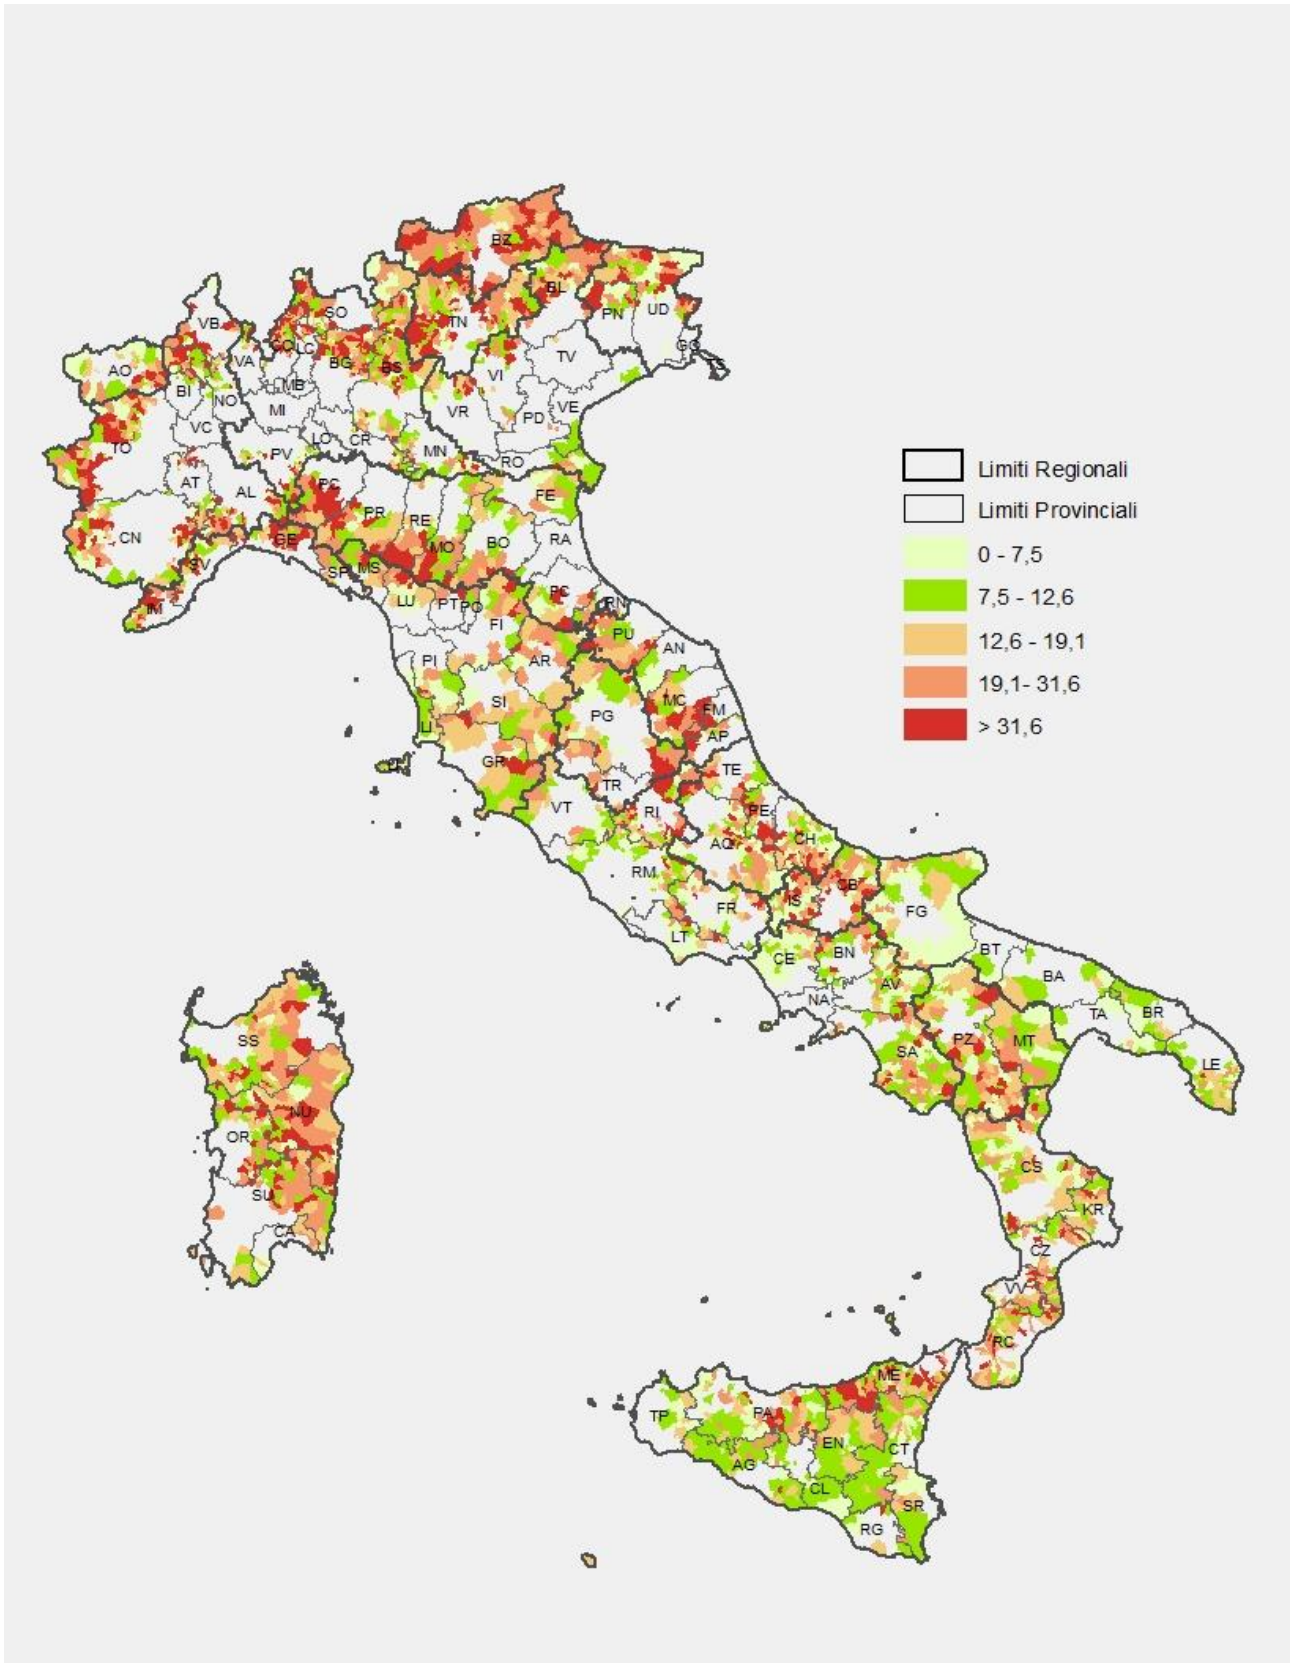 BZ
BL
SO
TN
PN
UD
VB
CO
LC
GO
TV
TS
VA
BG
BS
AO
VI
BI
MB
NO
VR
VE
MI
PD
VC
TO
LO
CR
MN
PV
RO
Limiti Regionali
AT
PC
AL
FE
Limiti Provinciali
PR
RE
CN
GE
MO
BO
RA
0 - 7,5
SV
SP
MS
FC
7,5 - 12,6
IM
LU
PT
PO
RN
FI
PU
12,6 - 19,1
PI
AR
AN
19,1- 31,6
SI
MC
FM
PG
> 31,6
LI
AP
GR
LI
TR
TE
VT
RI
PE
AQ
CH
RM
CB
FR
IS
FG
LT
CE
BN
BT
BA
AV
NA
TA
BR
SS
SA
PZ
MT
LE
NU
OR
CS
SU
KR
CA
CZ
VV
RC
ME
PA
TP
EN
CT
AG
CL
SR
RG